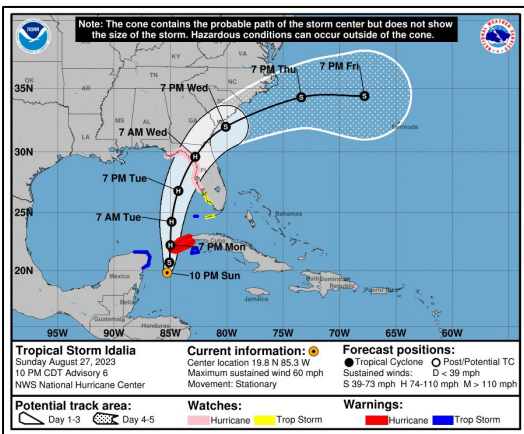 Note: The cone contains the probable path of the storm center but does not show
the size of the storm. Hazardous conditions can occur outside of the cone.
NOAA
NATIONAL WEATHER SERVICE
OK
AR
TN
KY
VA
NC
MS
AL
GA
SC
LA
FL
35N
30N
25N
20N
7 PM Thu
7 PM Fri
7 PM Wed
7 AM Wed
7 PM Tue
7 AM Tue
7 PM Mon
10 PM Sun
S
S
S
H
H
H
H
S
Bermuda
Bahamas
Cuba
Mexico
Belize
Guatemala
Honduras
Jamaica
Haiti
Dominican
Republic
Puerto Rico
95W
90W
85W
80W
75W
70W
65W
60W
Tropical Storm Idalia
Sunday August 27, 2023
10 PM CDT Advisory 6
NWS National Hurricane Center
Current information:
Center location 19.8 N 85.3 W
Maximum sustained wind 60 mph
Movement: Stationary
Forecast positions:
Tropical Cyclone Post/Potential TC
Sustained winds: D < 39 mph
S 39-73 mph H 74-110 mph M > 110 mph
Potential track area:
Day 1-3 Day 4-5
Watches:
Hurricane Trop Storm
Warnings:
Hurricane Trop Storm